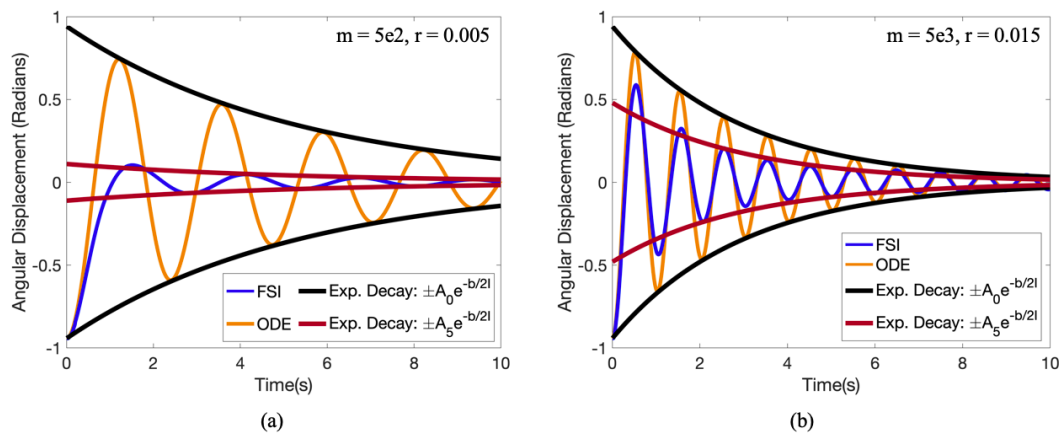 m = 5e2, r = 0.005
Angular Displacement (Radians)
1
0.5
0
-0.5
-1
FSI
ODE
Exp. Decay: ±A₀e⁻ᵇ/²ᴵ
Exp. Decay: ±A₅e⁻ᵇ/²ᴵ
0 2 4 6 8 10
Time(s)
(a)
m = 5e3, r = 0.015
Angular Displacement (Radians)
1
0.5
0
-0.5
-1
FSI
ODE
Exp. Decay: ±A₀e⁻ᵇ/²ᴵ
Exp. Decay: ±A₅e⁻ᵇ/²ᴵ
0 2 4 6 8 10
Time(s)
(b)